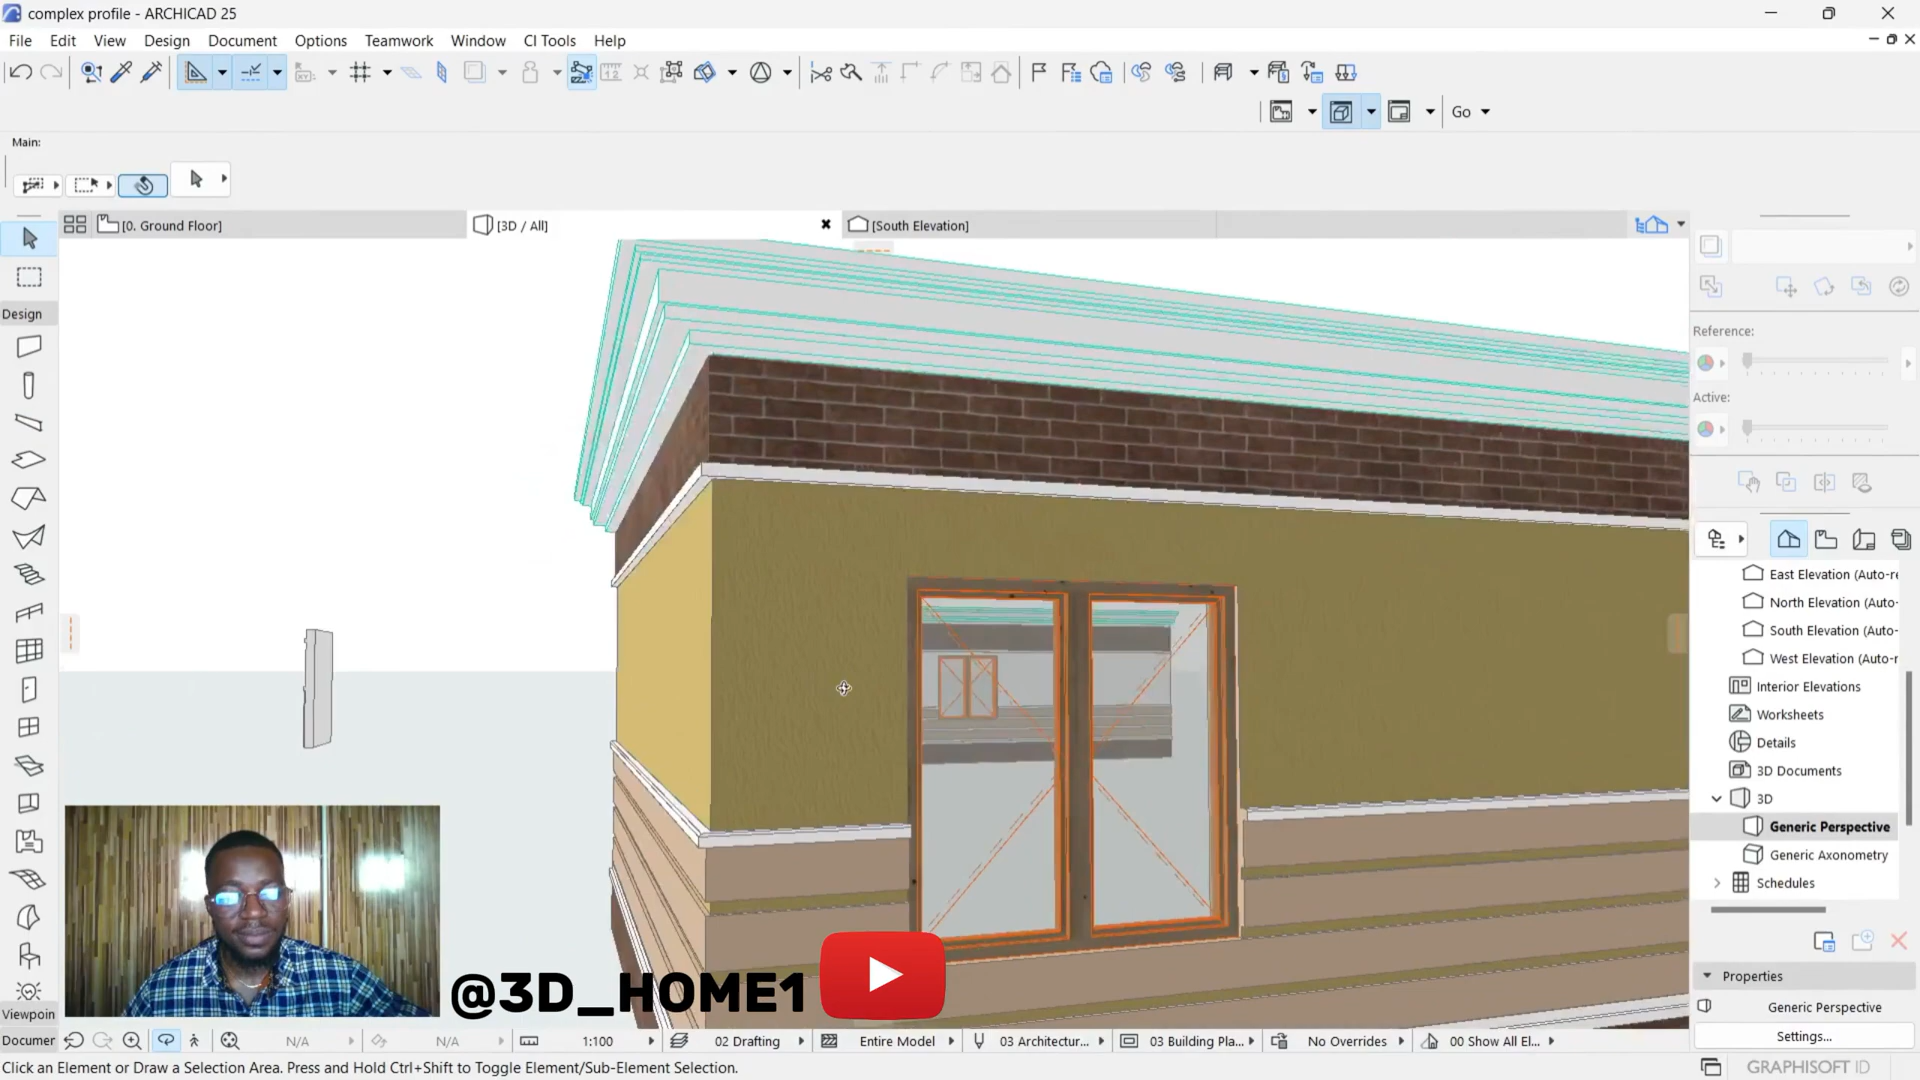 complex profile - ARCHICAD 25
File Edit View Design Document Options Teamwork Window CI Tools Help
Go
Main:
[0. Ground Floor]
[3D / All]
[South Elevation]
Design
Reference:
Active:
East Elevation (Auto-re
North Elevation (Auto-
South Elevation (Auto-
West Elevation (Auto-r
Interior Elevations
Worksheets
Details
3D Documents
3D
Generic Perspective
Generic Axonometry
Schedules
Properties
Generic Perspective
Settings...
@3D_HOME1
Viewpoin
Documer
N/A
N/A
1:100
02 Drafting
Entire Model
03 Architectur...
03 Building Pla...
No Overrides
00 Show All El...
Click an Element or Draw a Selection Area. Press and Hold Ctrl+Shift to Toggle Element/Sub-Element Selection.
GRAPHISOFT ID